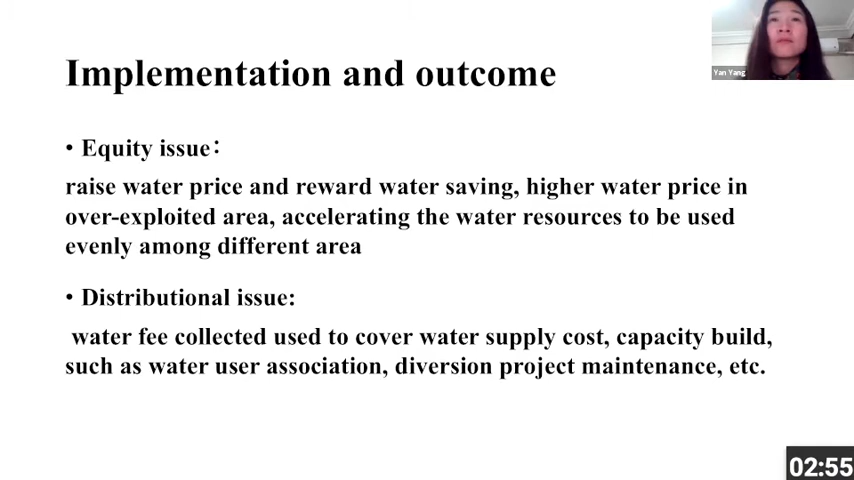 Implementation and outcome
Yan Yang
• Equity issue：
raise water price and reward water saving, higher water price in
over-exploited area, accelerating the water resources to be used
evenly among different area
• Distributional issue:
water fee collected used to cover water supply cost, capacity build,
such as water user association, diversion project maintenance, etc.
02:55